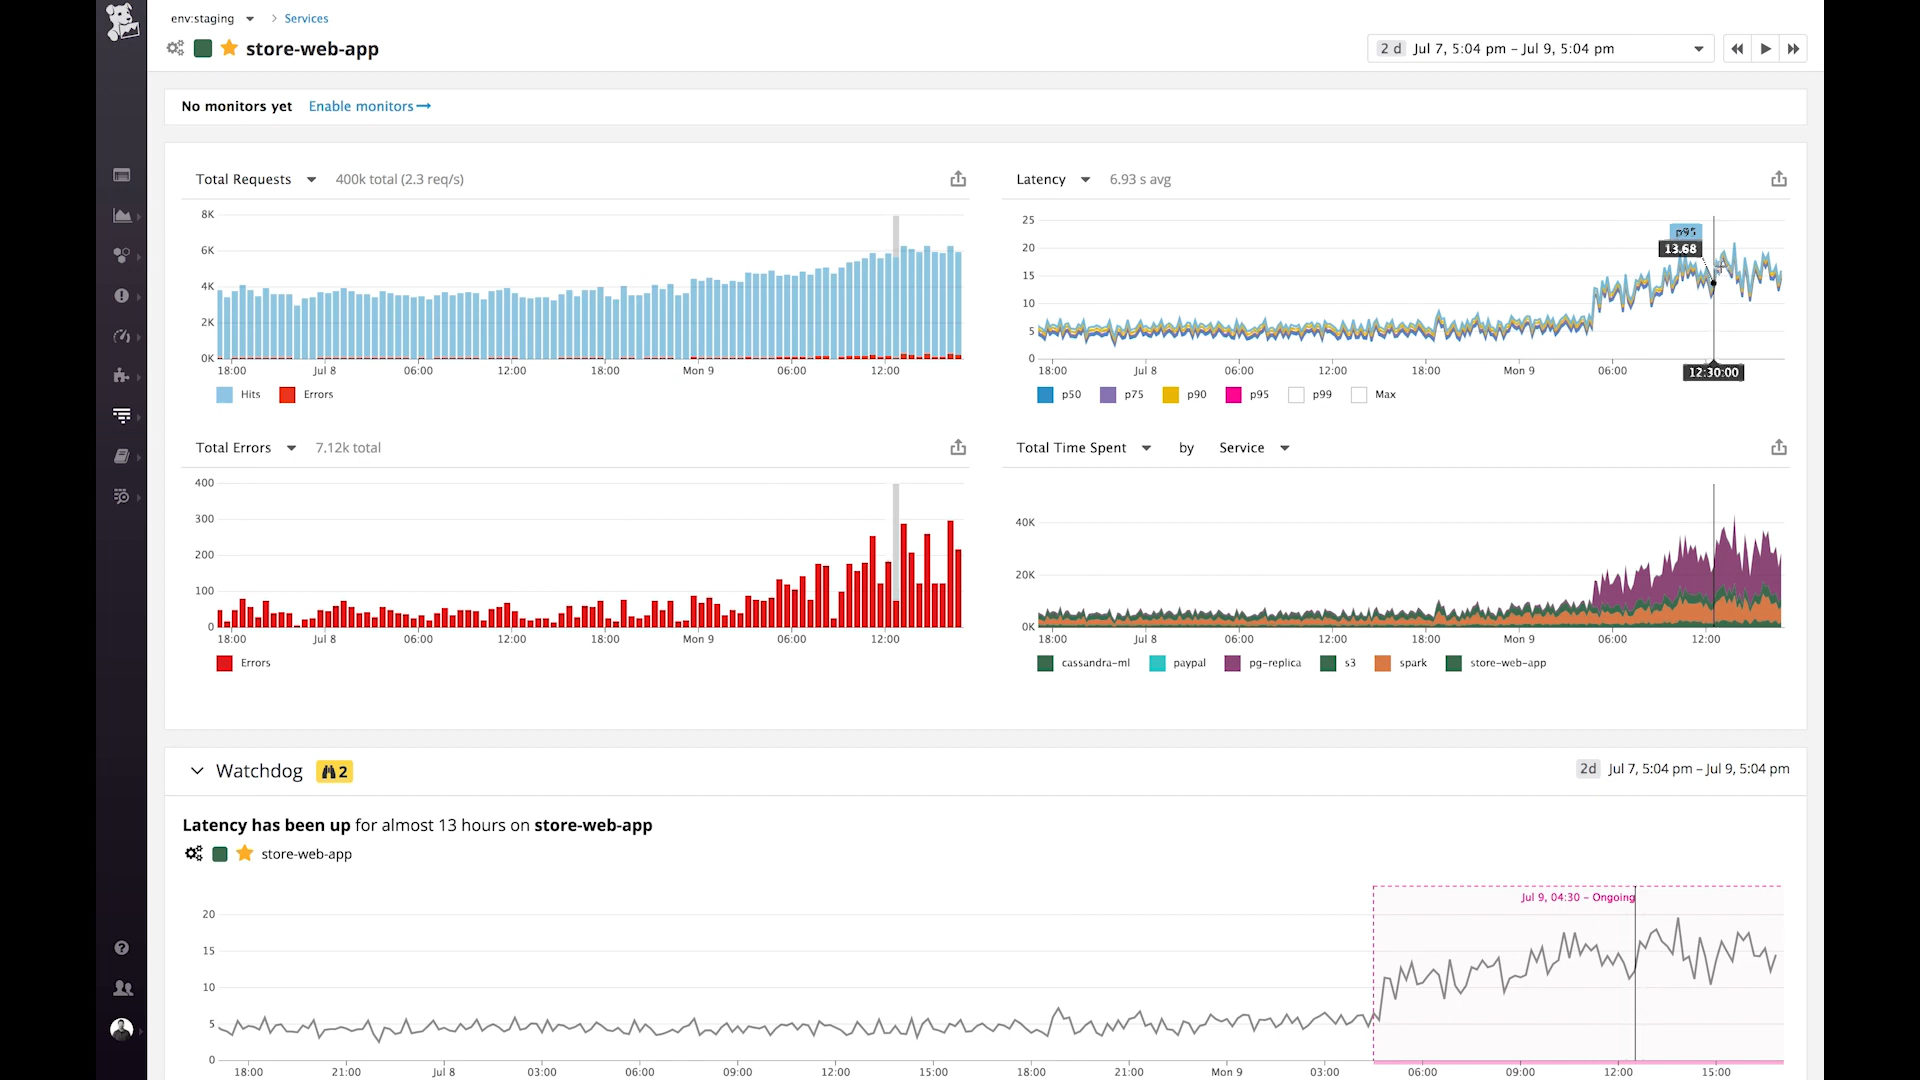 env:staging > Services
store-web-app
2 d Jul 7, 5:04 pm – Jul 9, 5:04 pm
No monitors yet Enable monitors→
Total Requests 400k total (2.3 req/s)
8K
6K
4K
2K
0K
18:00 Jul 8 06:00 12:00 18:00 Mon 9 06:00 12:00
Hits Errors
Latency 6.93 s avg
25
20
15
10
5
0
p95
13.68
18:00 Jul 8 06:00 12:00 18:00 Mon 9 06:00 12:30:00
p50 p75 p90 p95 p99 Max
Total Errors 7.12k total
400
300
200
100
0
18:00 Jul 8 06:00 12:00 18:00 Mon 9 06:00 12:00
Errors
Total Time Spent by Service
40K
20K
0K
18:00 Jul 8 06:00 12:00 18:00 Mon 9 06:00 12:00
cassandra-ml paypal pg-replica s3 spark store-web-app
Watchdog 2
2d Jul 7, 5:04 pm – Jul 9, 5:04 pm
Latency has been up for almost 13 hours on store-web-app
store-web-app
Jul 9, 04:30 – Ongoing
20
15
10
5
0
18:00 21:00 Jul 8 03:00 06:00 09:00 12:00 15:00 18:00 21:00 Mon 9 03:00 06:00 09:00 12:00 15:00